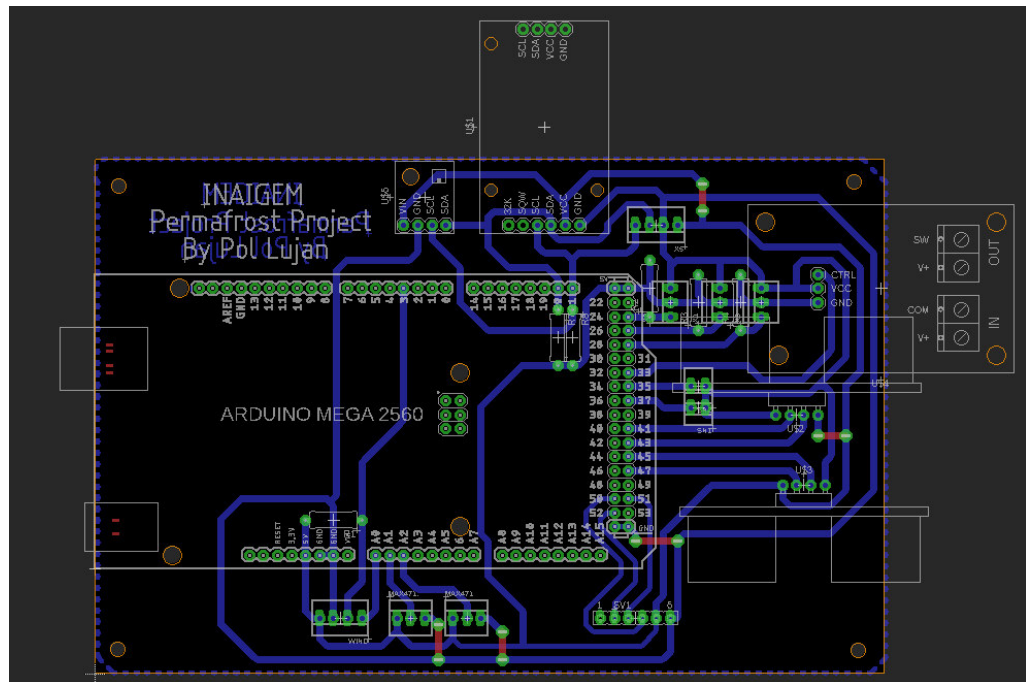 SCL
SDA
VCC
GND
U$1
U$5
VIN
GND
SCL
SDA
32K
SQW
SCL
SDA
VCC
GND
INAIGEM
Permafrost Project
By Pol Lujan
SW
V+
OUT
COM
V+
IN
CTRL
VCC
GND
U$4
AREF
GND
13
12
11
10
9
8
7
6
5
4
3
2
1
0
14
15
16
17
18
19
20
21
5V
22
24
26
28
30 31
32 33
34 35
36 37
38 39
40 41
42 43
44 45
46 47
48 49
50 51
52 53
GND
ARDUINO MEGA 2560
U$2
U$3
RESET
3.3V
5V
GND
GND
A0
A1
A2
A3
A4
A5
A6
A7
A8
A9
A10
A11
A12
A13
A14
A15
WIND
MAX471
MAX471
1 SV1 6